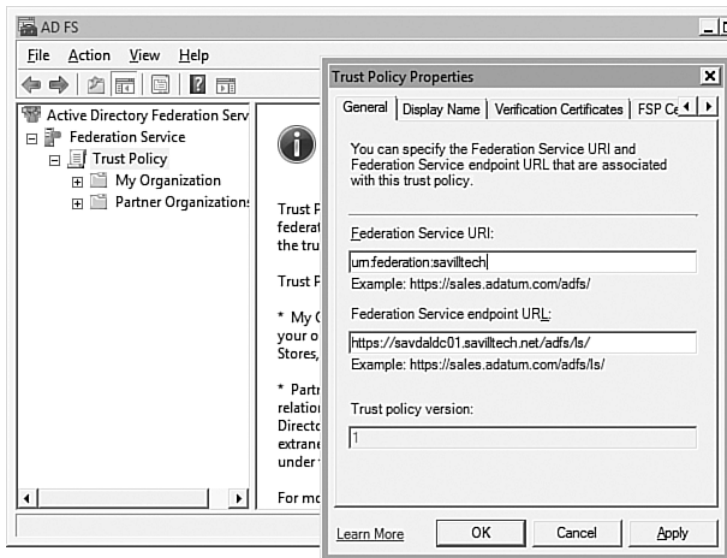 AD FS
File Action View Help
Active Directory Federation Serv
Federation Service
Trust Policy
My Organization
Partner Organizations
Trust P
federat
the tru
Trust P
* My O
your o
Stores,
* Partn
relation
Directo
extrane
under
For mo
Trust Policy Properties
General Display Name Verification Certificates FSP Ce
You can specify the Federation Service URI and
Federation Service endpoint URL that are associated
with this trust policy.
Federation Service URI:
urn:federation:savilltech
Example: https://sales.adatum.com/adfs/
Federation Service endpoint URL:
https://savdaldc01.savilltech.net/adfs/ls/
Example: https://sales.adatum.com/adfs/ls/
Trust policy version:
1
Learn More OK Cancel Apply